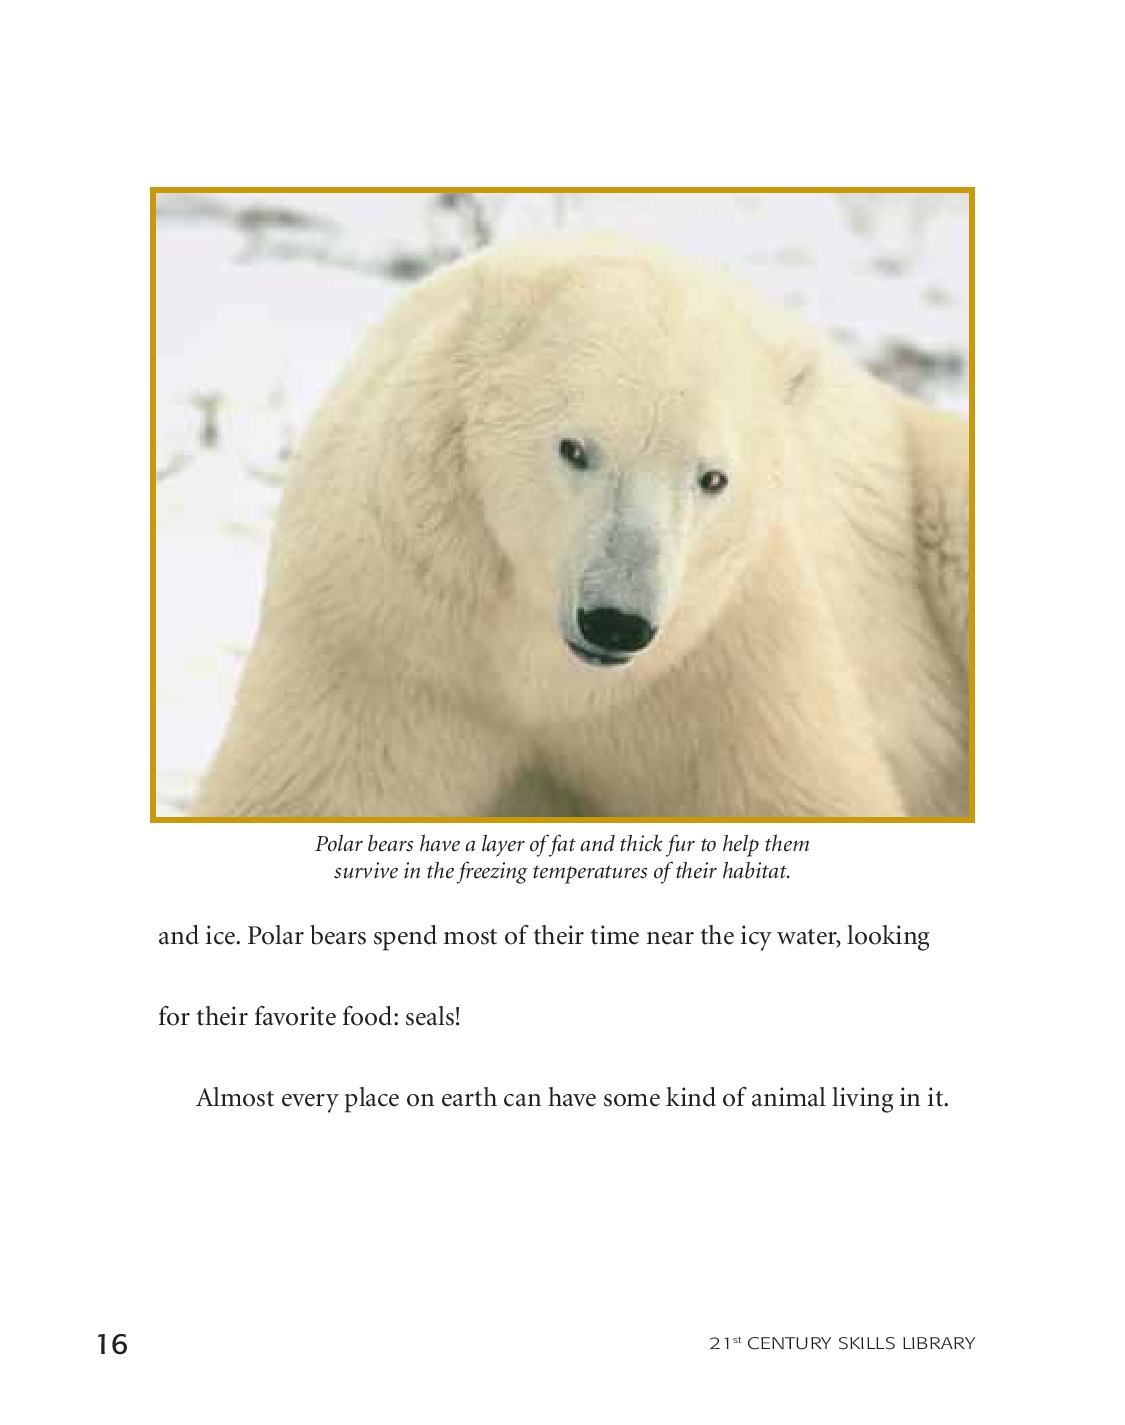 Polar bears have a layer of fat and thick fur to help them
survive in the freezing temperatures of their habitat.
and ice. Polar bears spend most of their time near the icy water, looking
for their favorite food: seals!
Almost every place on earth can have some kind of animal living in it.
16
21st CENTURY SKILLS LIBRARY